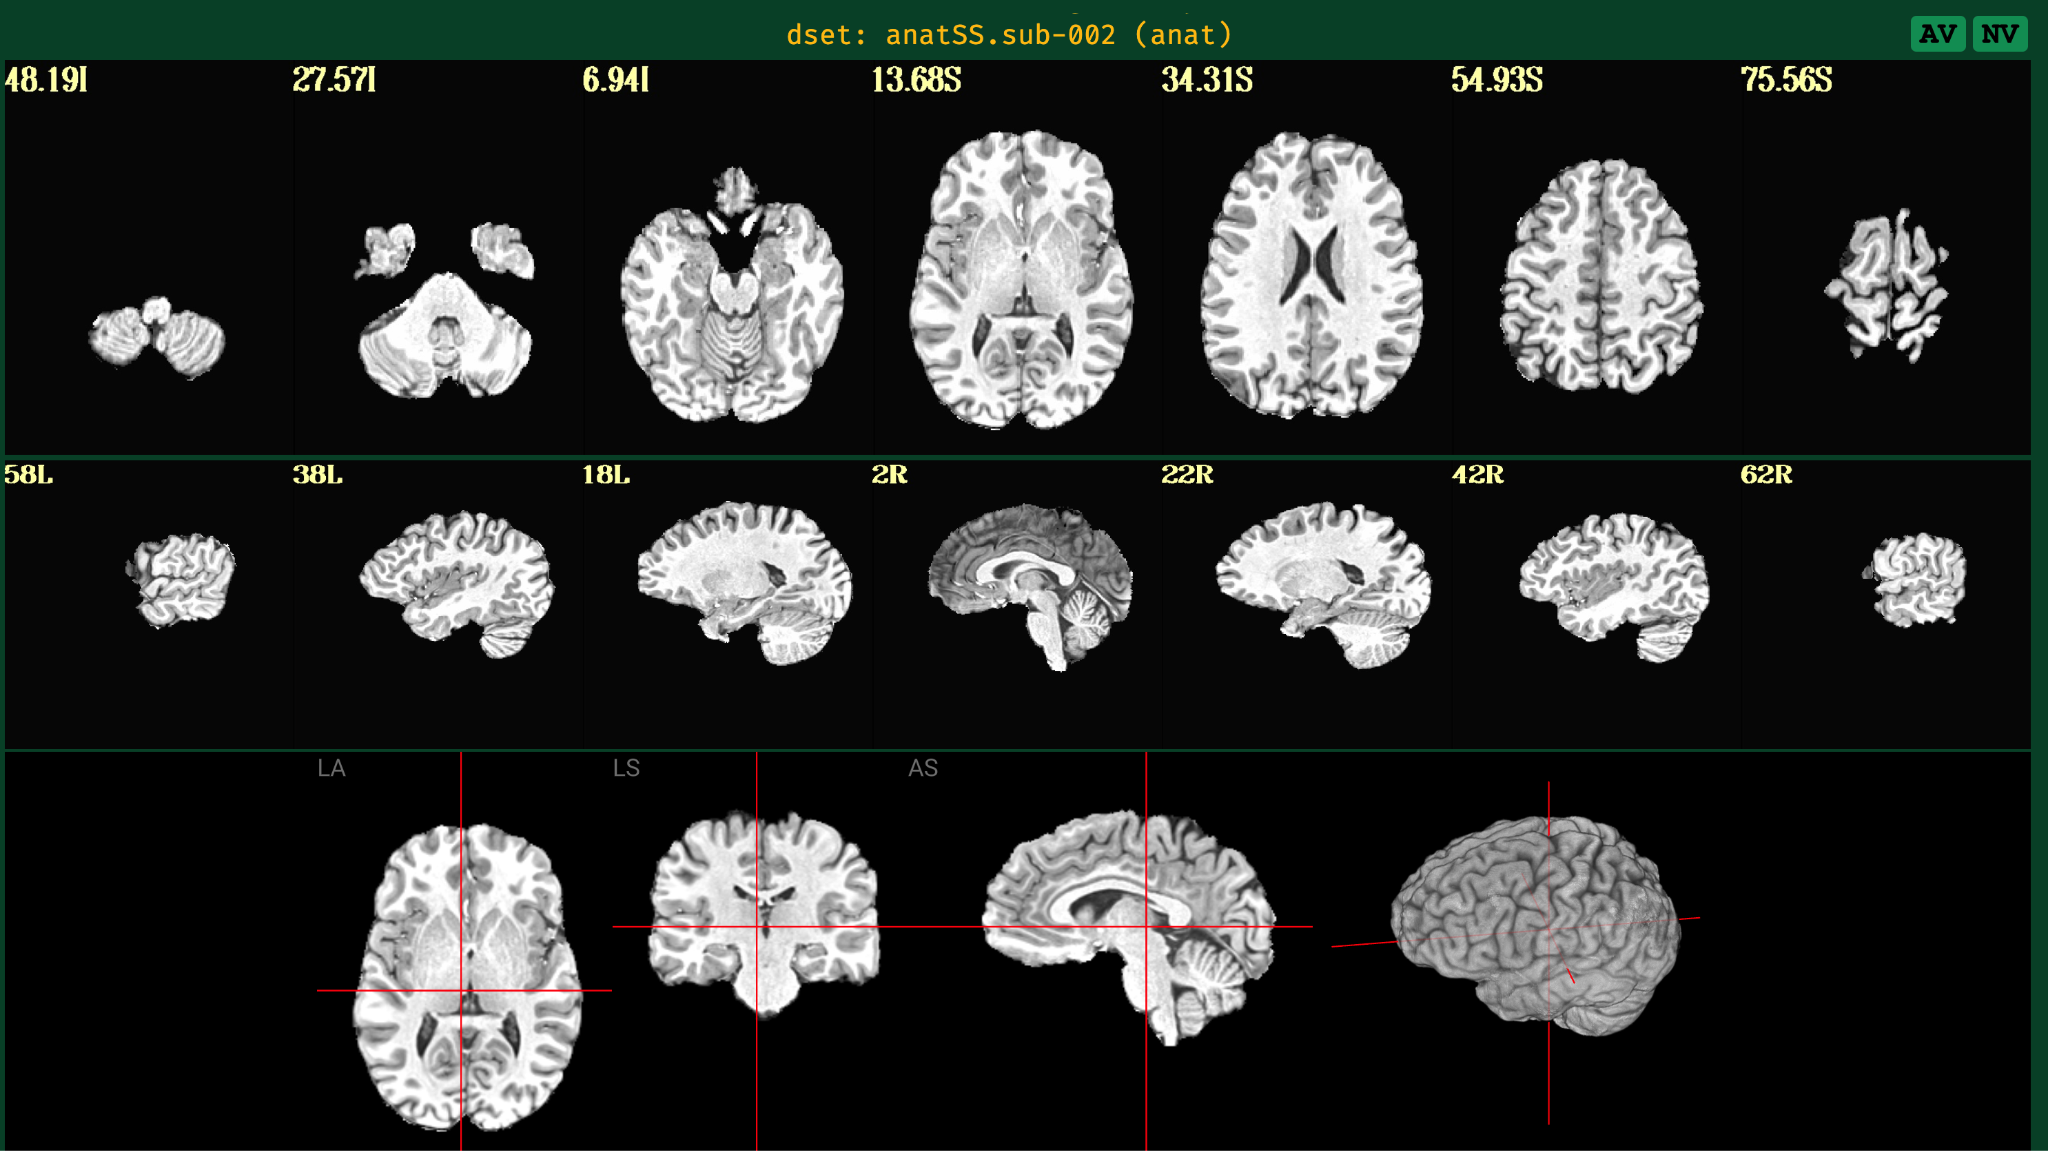 dset: anatSS.sub-002 (anat)
AV NV
48.19I 27.57I 6.94I 13.68S 34.31S 54.93S 75.56S
58L 38L 18L 2R 22R 42R 62R
LA LS AS